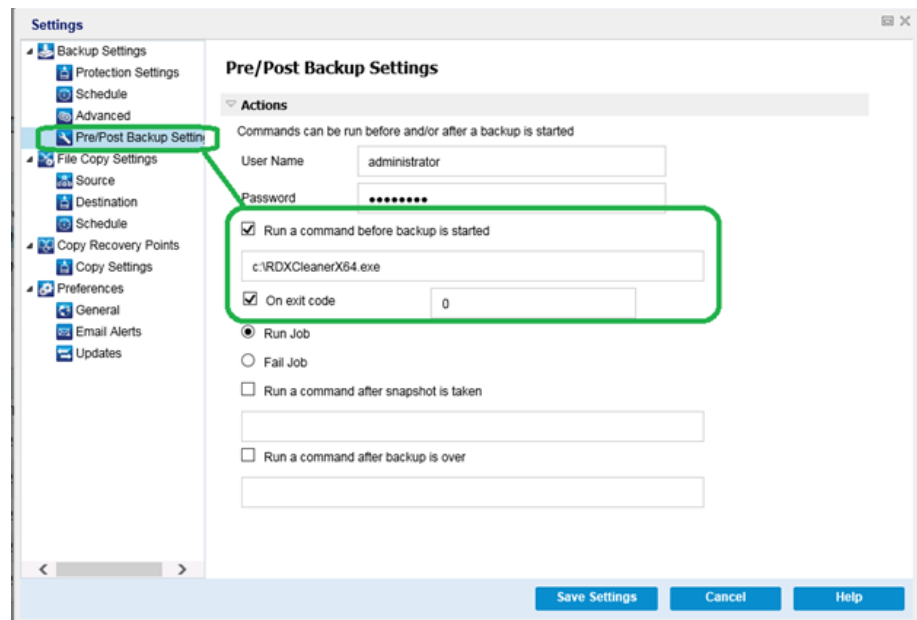 Settings
Backup Settings
Protection Settings
Schedule
Advanced
Pre/Post Backup Settin
File Copy Settings
Source
Destination
Schedule
Copy Recovery Points
Copy Settings
Preferences
General
Email Alerts
Updates
Pre/Post Backup Settings
Actions
Commands can be run before and/or after a backup is started
User Name administrator
Password ●●●●●●●●
Run a command before backup is started
c:\RDXCleanerX64.exe
On exit code 0
Run Job
Fail Job
Run a command after snapshot is taken
Run a command after backup is over
Save Settings Cancel Help